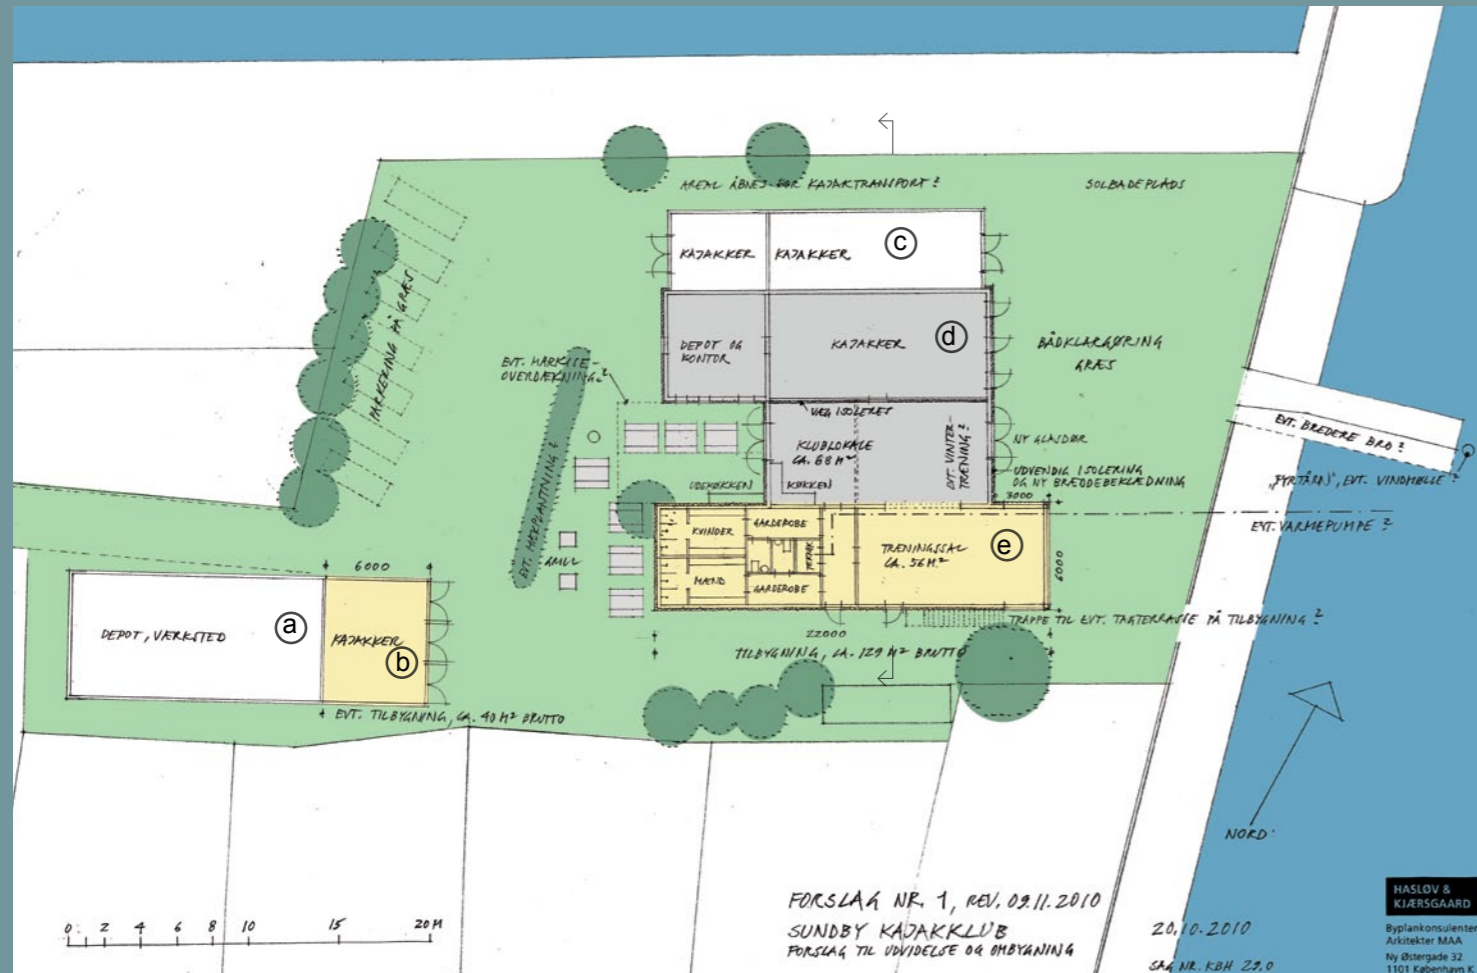 AREAL ÅBNES FOR KAJAKTRANSPORT?
SOLBADEPLADS
KAJAKKER
KAJAKKER
c
PARKERING PÅ GRÆS
DEPOT OG
KONTOR
KAJAKKER
d
BÅDKLARGØRING
GRÆS
EVT. MARKISE-
OVERDÆKNING?
VÆG ISOLERES
KLUBLOKALE
CA. 68 M²
EVT. VINTER-
TRÆNING?
NY GLASDØR
UDVENDIG ISOLERING
OG NY BRÆDDEBEKLÆDNING
UDEKØKKEN
KØKKEN
3000
EVT. BREDERE BRO?
"FYRTÅRN", EVT. VINDMØLLE?
EVT. VARMEPUMPE?
EVT. HÆKPLANTNING?
GRILL
KVINDER
GARDEROBE
MÆND
GARDEROBE
TRÆNINGSSAL
CA. 56 M²
e
6000
TRAPPE TIL EVT. TAGTERRASSE PÅ TILBYGNING?
22000
TILBYGNING, CA. 129 M² BRUTTO
6000
DEPOT, VÆRKSTED
a
KAJAKKER
b
EVT. TILBYGNING, CA. 40 M² BRUTTO
NORD
0 2 4 6 8 10 15 20 M
FORSLAG NR. 1, REV. 09.11.2010
SUNDBY KAJAKKLUB
FORSLAG TIL UDVIDELSE OG OMBYGNING
20.10.2010
SAG NR. KBH 29.0
HASLØV &
KJÆRSGAARD
Byplankonsulenter
Arkitekter MAA
Ny Østergade 32
1101 København K